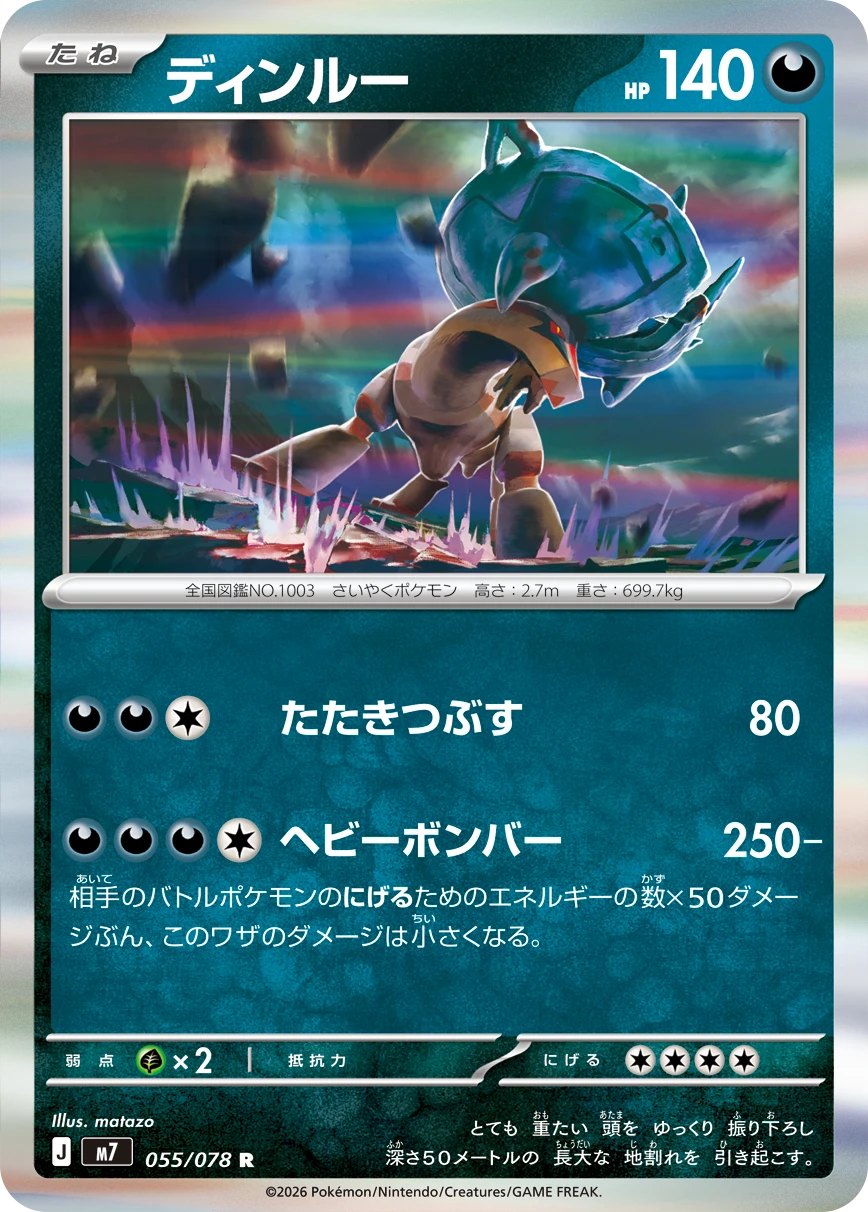 たね
ディンルー
HP 140
全国図鑑NO.1003 さいやくポケモン 高さ:2.7m 重さ:699.7kg
たたきつぶす 80
ヘビーボンバー 250−
相手のバトルポケモンのにげるためのエネルギーの数×50ダメー
ジぶん、このワザのダメージは小さくなる。
弱点 ×2 抵抗力 にげる
Illus. matazo
とても 重たい 頭を ゆっくり 振り下ろし
深さ50メートルの 長大な 地割れを 引き起こす。
J m7 055/078 R
©2026 Pokémon/Nintendo/Creatures/GAME FREAK.